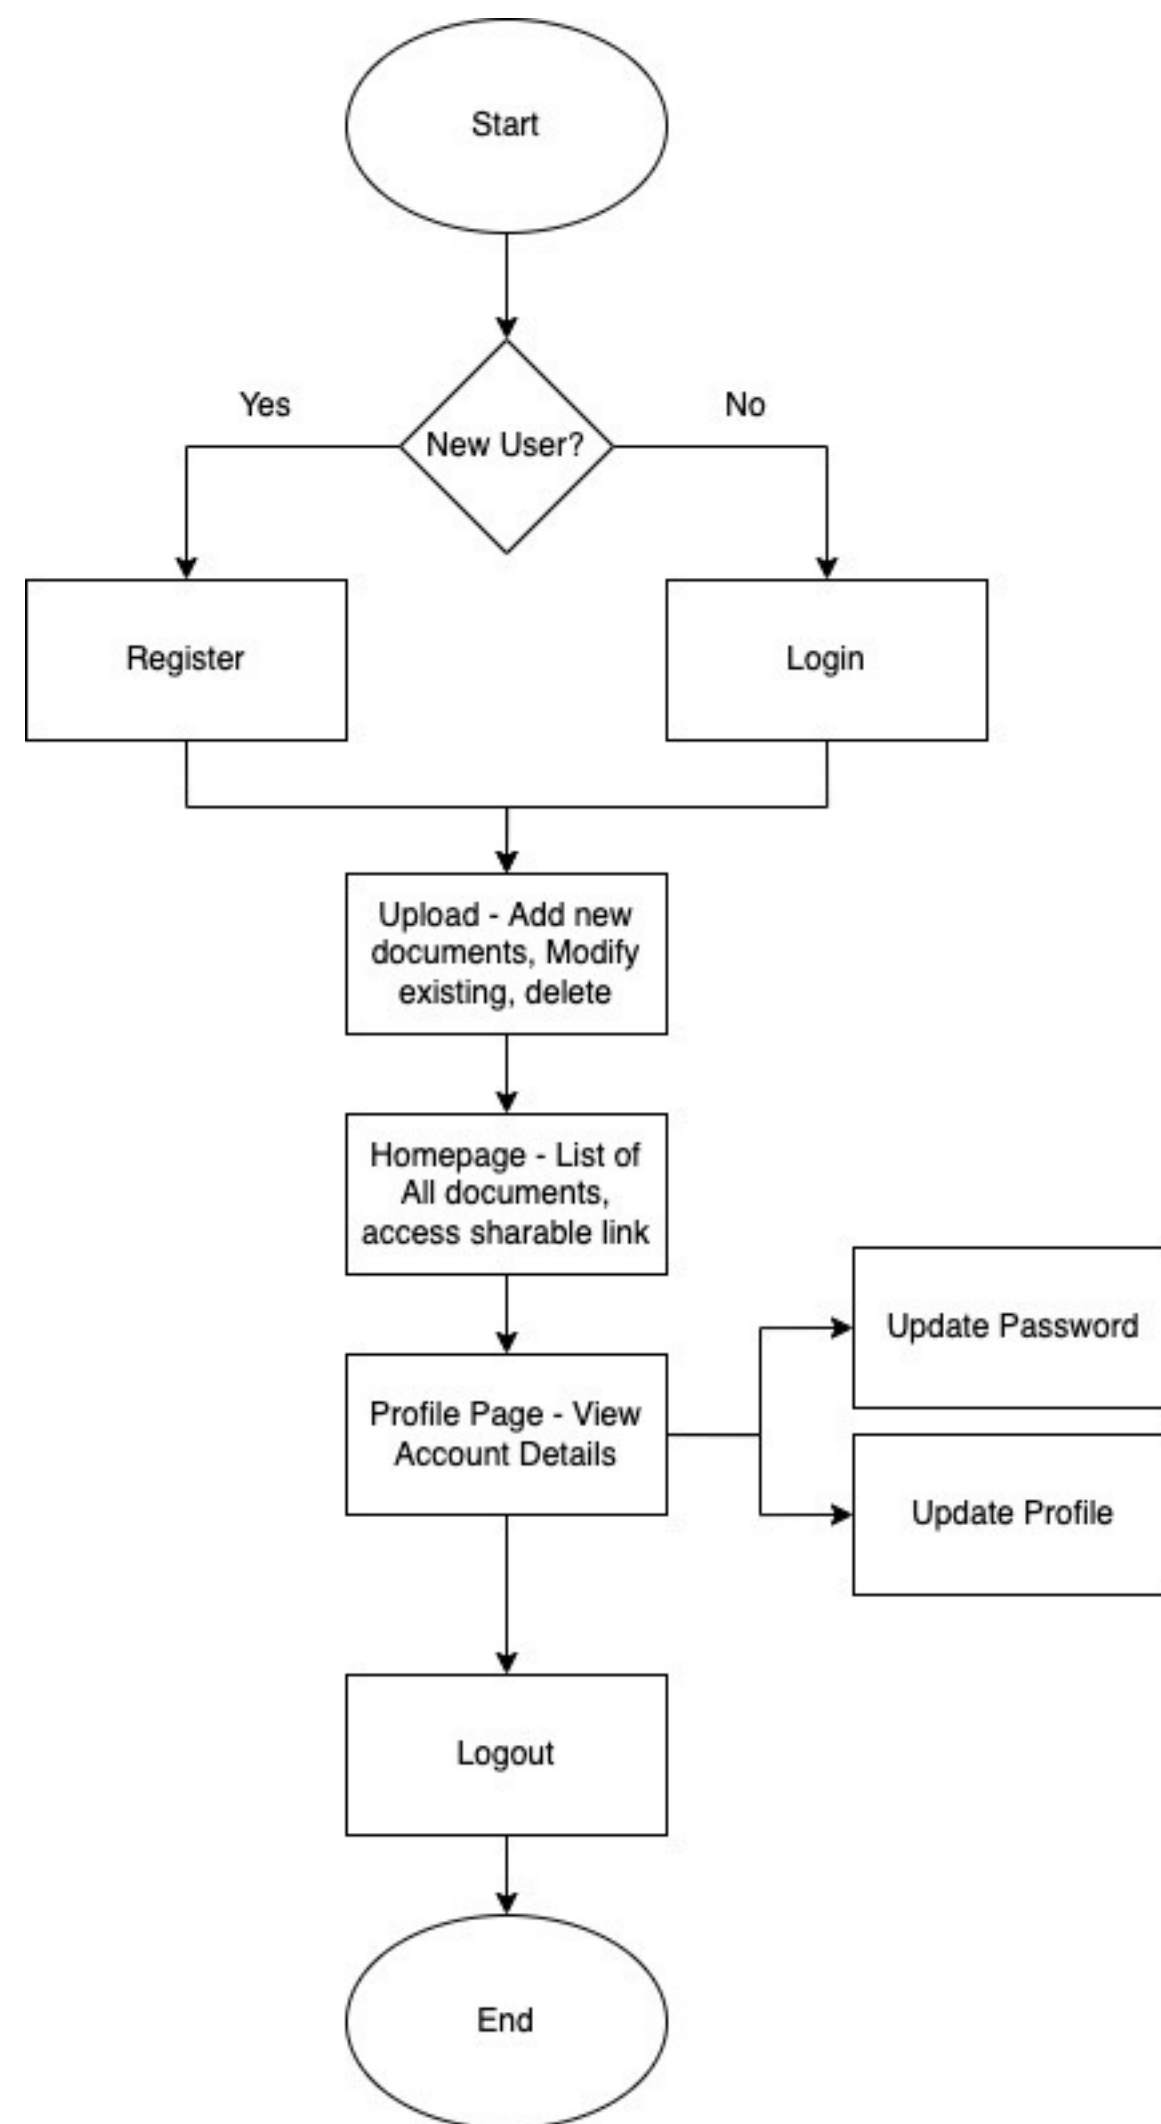 Start
Yes
No
New User?
Register
Login
Upload - Add new
documents, Modify
existing, delete
Homepage - List of
All documents,
access sharable link
Update Password
Profile Page - View
Account Details
Update Profile
Logout
End